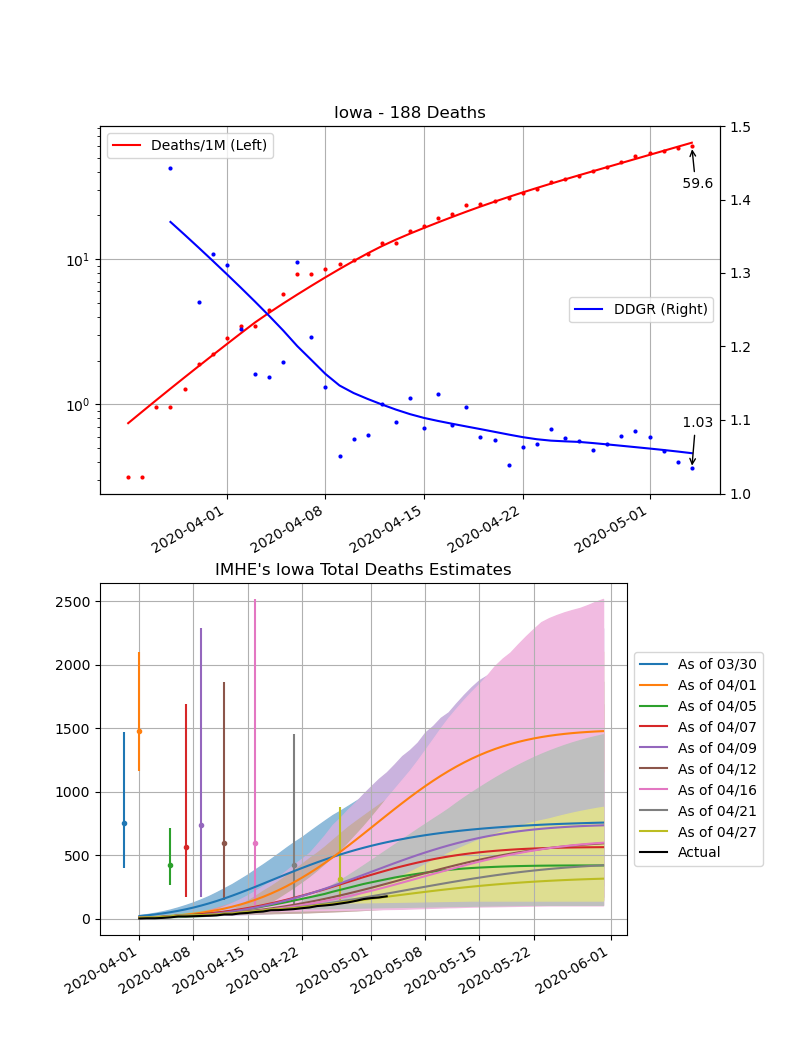 Iowa - 188 Deaths
Deaths/1M (Left)
DDGR (Right)
59.6
1.03
10^1
10^0
1.5
1.4
1.3
1.2
1.1
1.0
2020-04-01
2020-04-08
2020-04-15
2020-04-22
2020-05-01
IMHE's Iowa Total Deaths Estimates
2500
2000
1500
1000
500
0
2020-04-01
2020-04-08
2020-04-15
2020-04-22
2020-05-01
2020-05-08
2020-05-15
2020-05-22
2020-06-01
As of 03/30
As of 04/01
As of 04/05
As of 04/07
As of 04/09
As of 04/12
As of 04/16
As of 04/21
As of 04/27
Actual